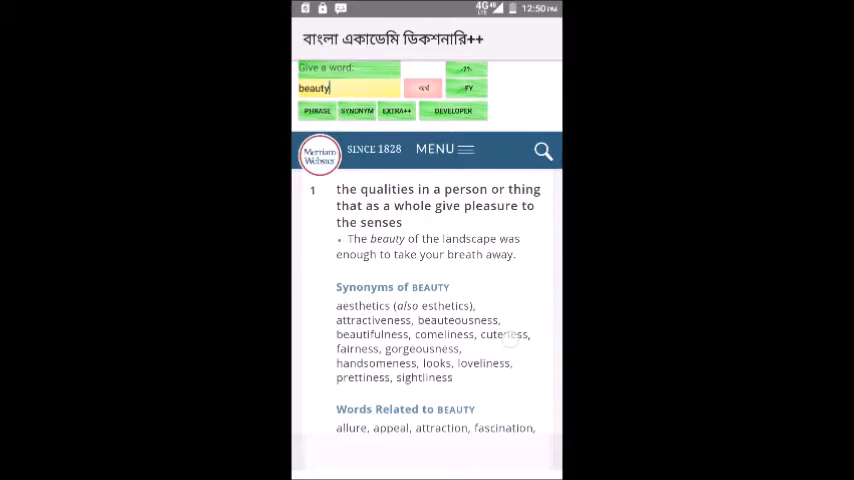 4G 4G LTE 12:50PM
বাংলা একাডেমি ডিকশনারি++
Give a word:
-??-
beauty
অর্থ
FY
PHRASE SYNONYM EXTRA++ DEVELOPER
Merriam Webster SINCE 1828 MENU
1 the qualities in a person or thing
that as a whole give pleasure to
the senses
• The beauty of the landscape was
enough to take your breath away.
Synonyms of BEAUTY
aesthetics (also esthetics),
attractiveness, beauteousness,
beautifulness, comeliness, cuteness,
fairness, gorgeousness,
handsomeness, looks, loveliness,
prettiness, sightliness
Words Related to BEAUTY
allure, appeal, attraction, fascination,